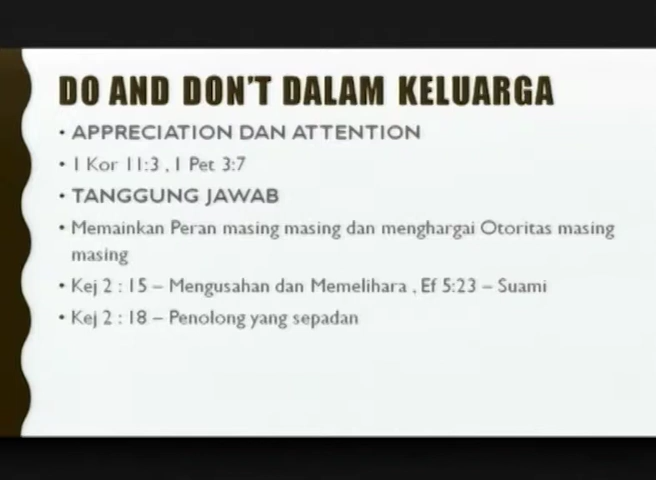 DO AND DON'T DALAM KELUARGA
• APPRECIATION DAN ATTENTION
• 1 Kor 11:3 , 1 Pet 3:7
• TANGGUNG JAWAB
• Memainkan Peran masing masing dan menghargai Otoritas masing
masing
• Kej 2 : 15 – Mengusahan dan Memelihara , Ef 5:23 – Suami
• Kej 2 : 18 – Penolong yang sepadan